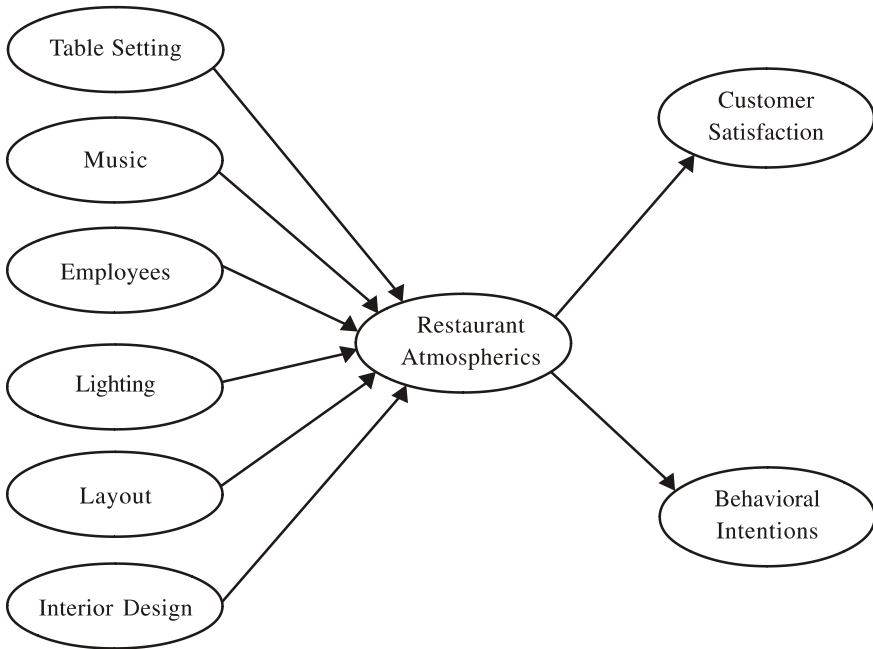 Table Setting
Music
Employees
Lighting
Layout
Interior Design
Restaurant
Atmospherics
Customer
Satisfaction
Behavioral
Intentions